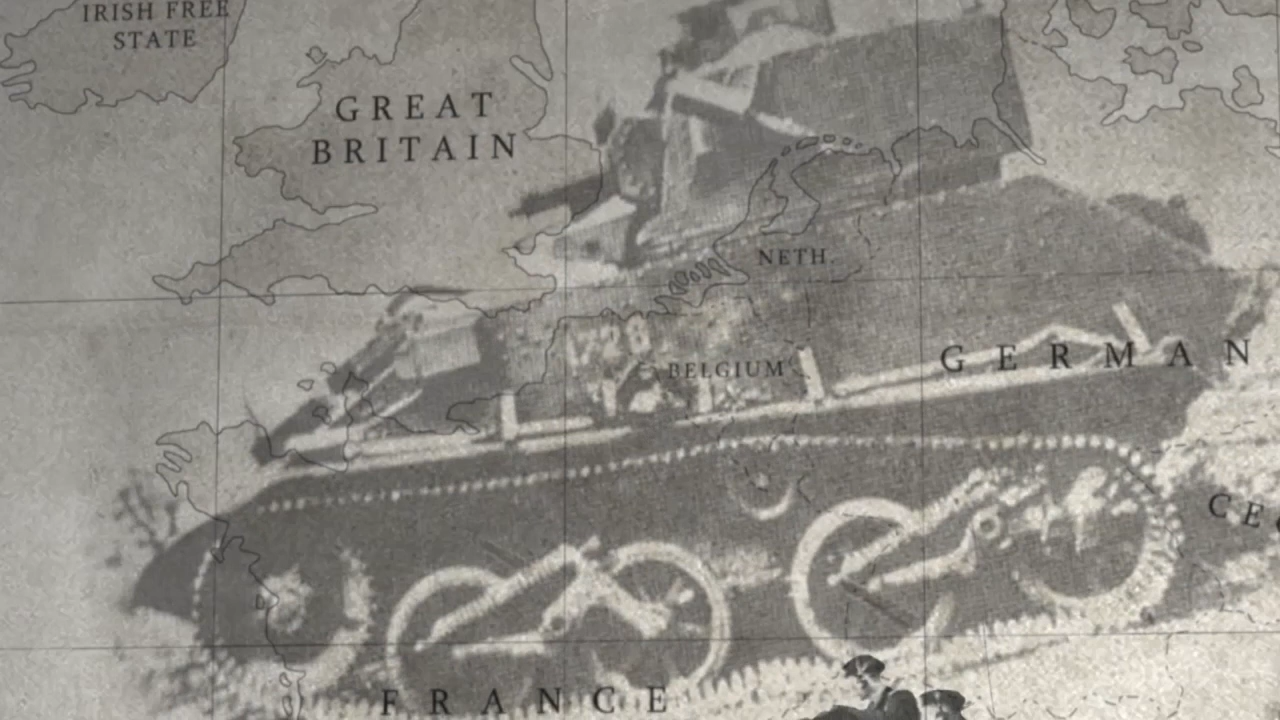 IRISH FREE
STATE
GREAT
BRITAIN
NETH.
BELGIUM
GERMAN
FRANCE